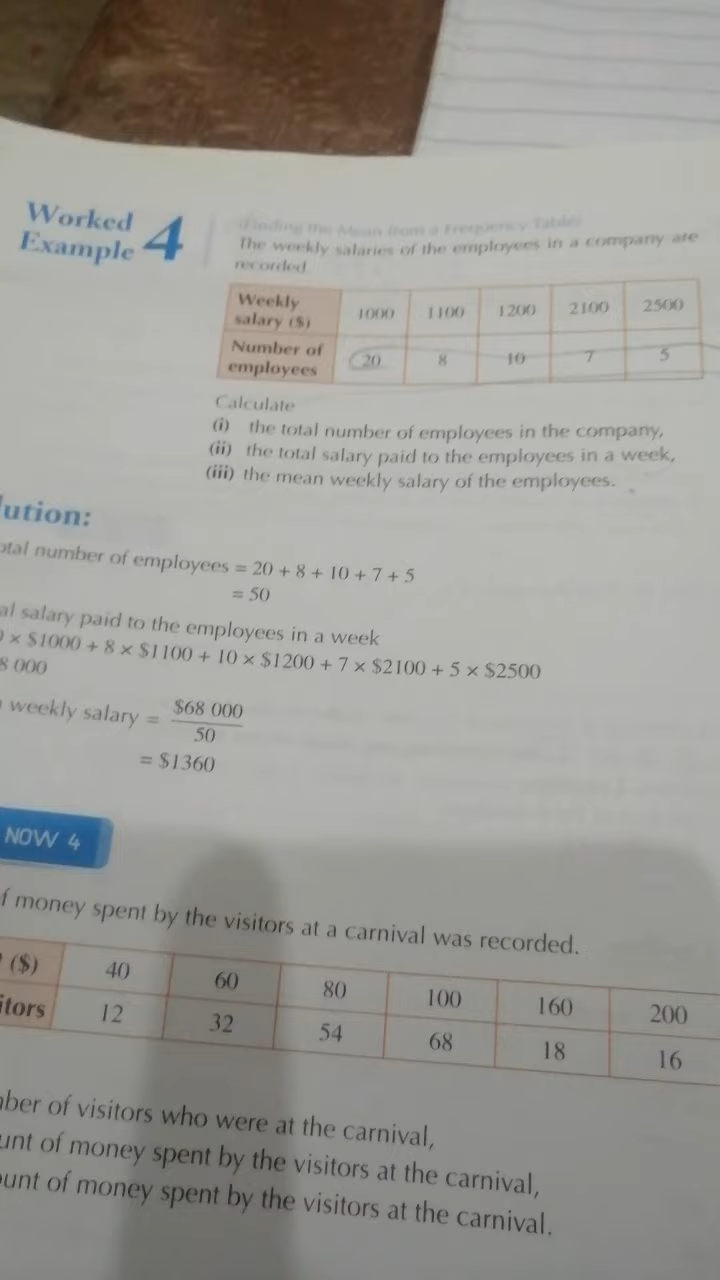 Worked
Example 4
(Finding the Mean from a Frequency Table)
The weekly salaries of the employees in a company are
recorded.
Weekly salary ($) 1000 1100 1200 2100 2500
Number of employees 20 8 10 7 5
Calculate
(i) the total number of employees in the company,
(ii) the total salary paid to the employees in a week,
(iii) the mean weekly salary of the employees.
ution:
otal number of employees = 20 + 8 + 10 + 7 + 5
= 50
al salary paid to the employees in a week
× $1000 + 8 × $1100 + 10 × $1200 + 7 × $2100 + 5 × $2500
8 000
weekly salary = $68 000
50
= $1360
NOW 4
f money spent by the visitors at a carnival was recorded.
($) 40 60 80 100 160 200
itors 12 32 54 68 18 16
ber of visitors who were at the carnival,
unt of money spent by the visitors at the carnival,
ount of money spent by the visitors at the carnival.